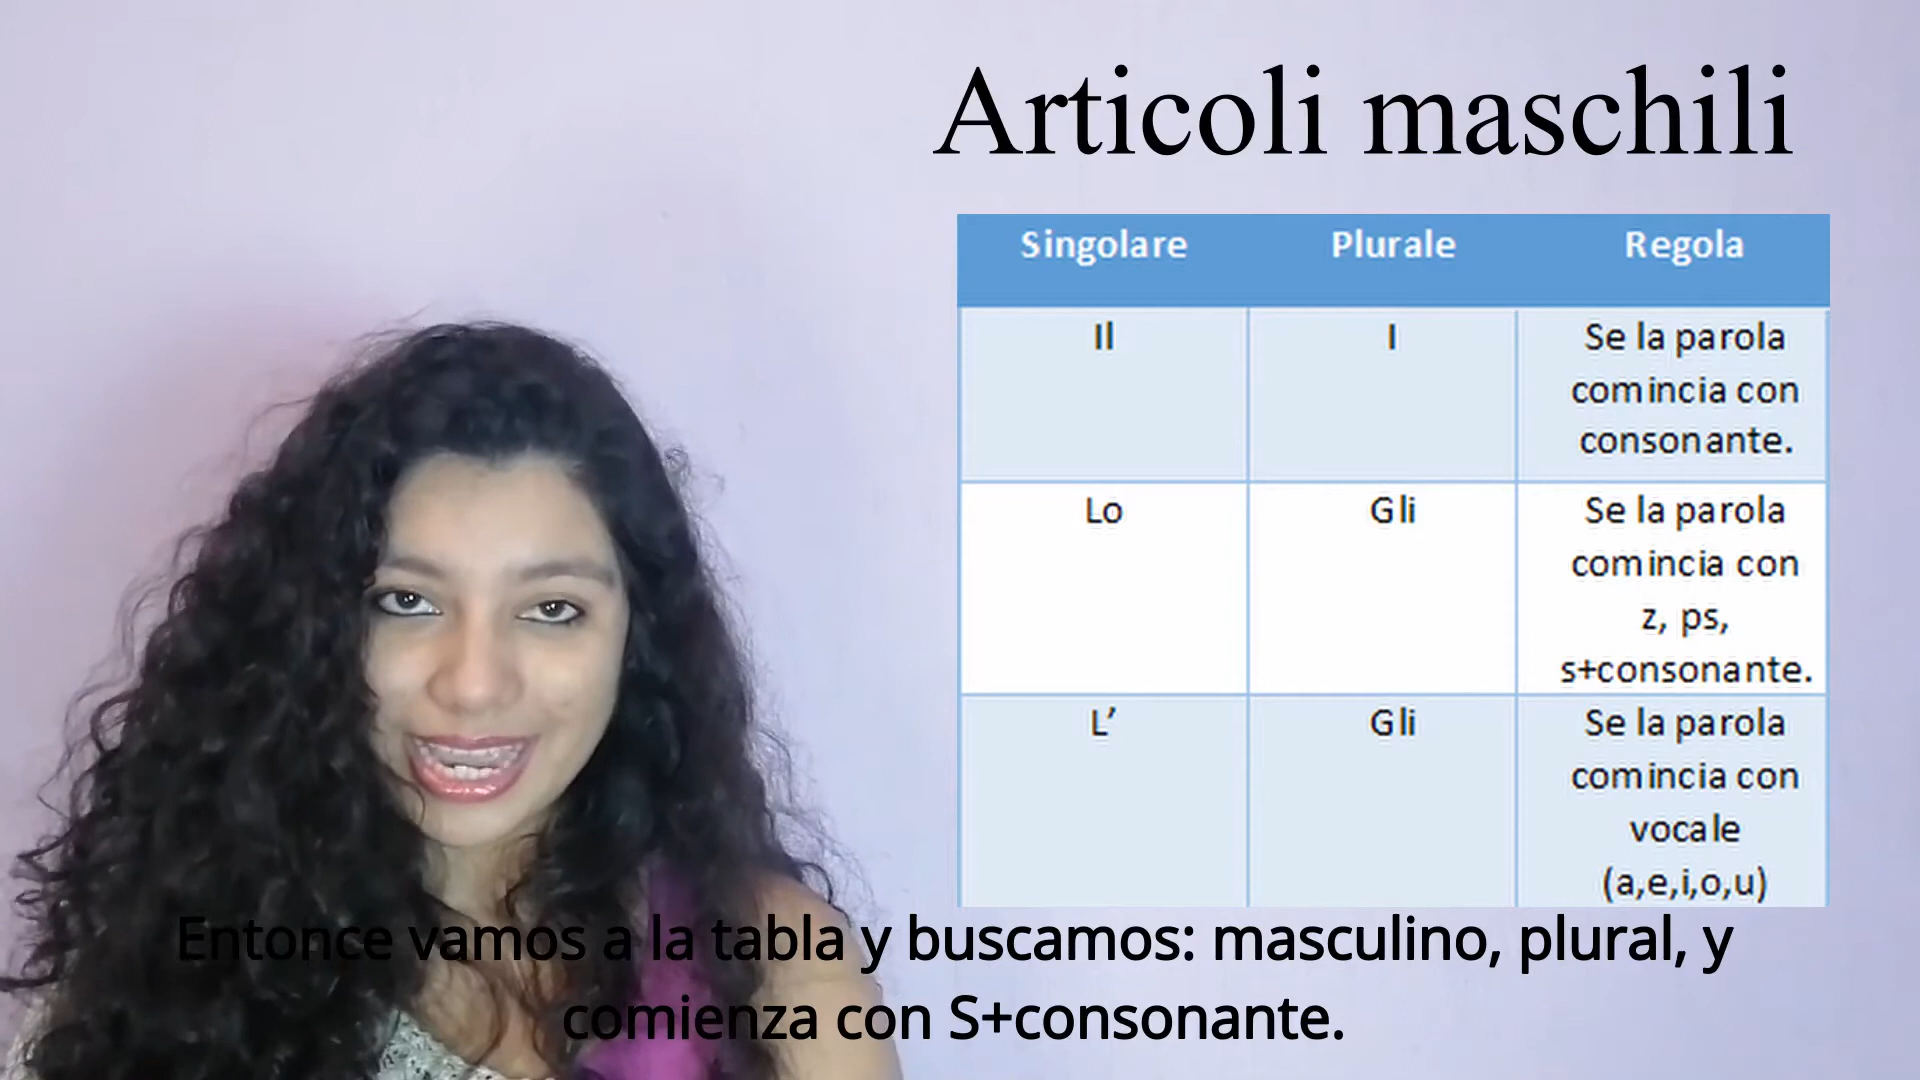 Articoli maschili
Singolare Plurale Regola
Il I Se la parola
comincia con
consonante.
Lo Gli Se la parola
comincia con
z, ps,
s+consonante.
L' Gli Se la parola
comincia con
vocale
(a,e,i,o,u)
Entonce vamos a la tabla y buscamos: masculino, plural, y
comienza con S+consonante.